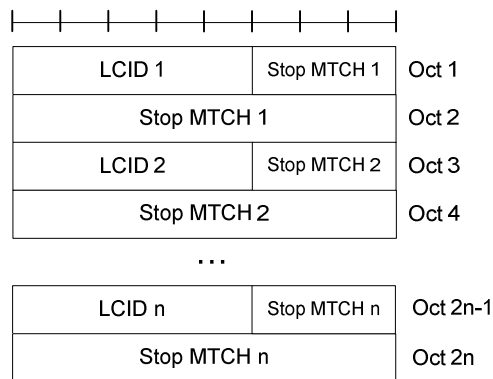 LCID 1 Stop MTCH 1 Oct 1
Stop MTCH 1 Oct 2
LCID 2 Stop MTCH 2 Oct 3
Stop MTCH 2 Oct 4
...
LCID n Stop MTCH n Oct 2n-1
Stop MTCH n Oct 2n